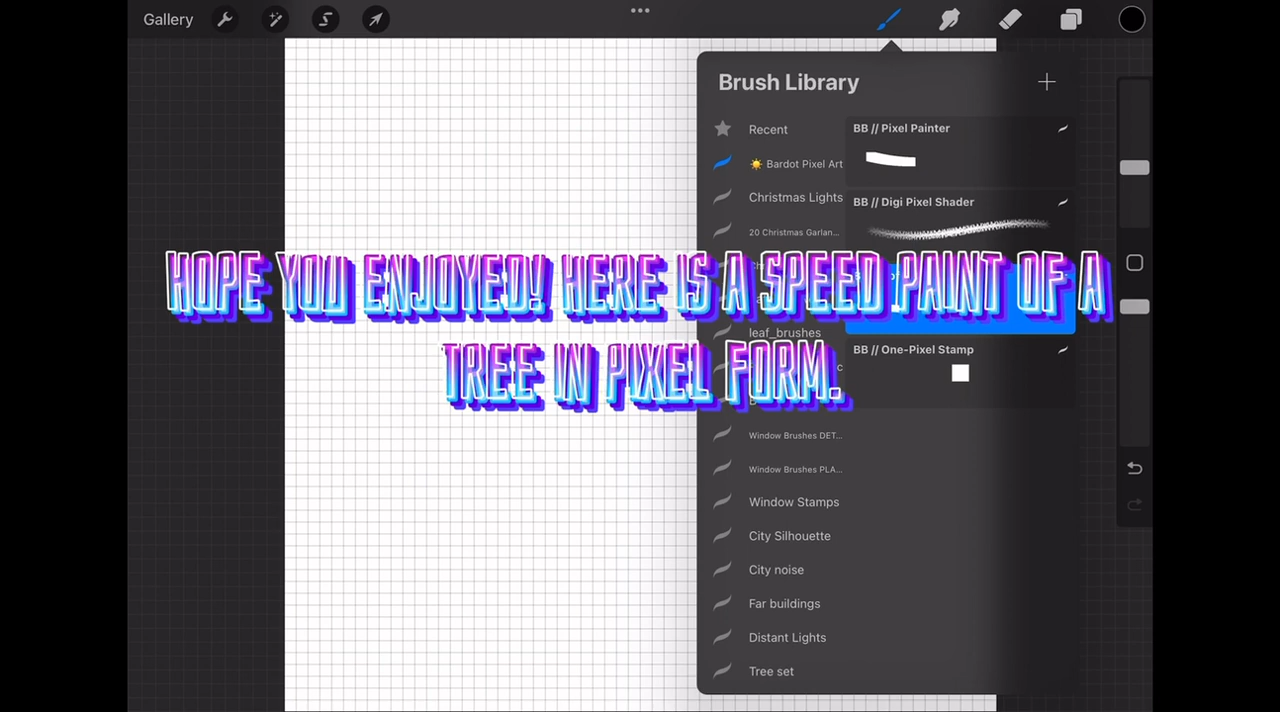 Gallery
Brush Library
Recent
Bardot Pixel Art
Christmas Lights
20 Christmas Garlan...
leaf_brushes
Window Brushes DET...
Window Brushes PLA...
Window Stamps
City Silhouette
City noise
Far buildings
Distant Lights
Tree set
BB // Pixel Painter
BB // Digi Pixel Shader
BB // One-Pixel Stamp
HOPE YOU ENJOYED! HERE IS A SPEED PAINT OF A
TREE IN PIXEL FORM.